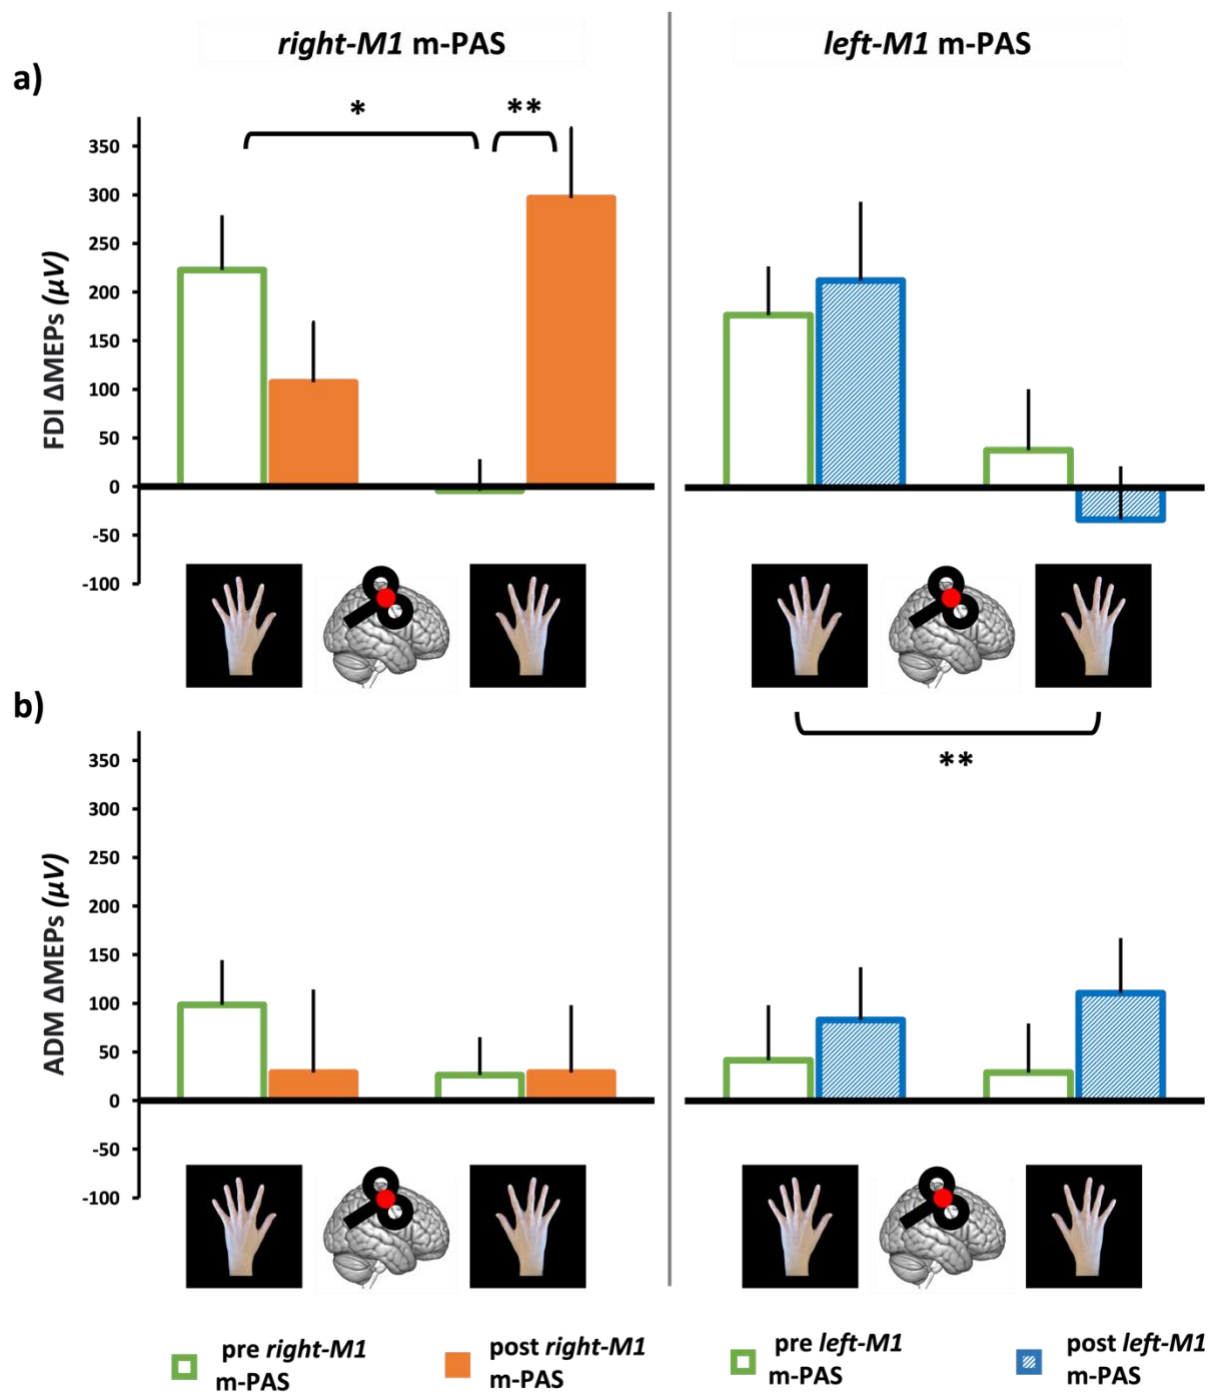 right-M1 m-PAS
left-M1 m-PAS
a)
*
**
FDI ΔMEPs (μV)
350
300
250
200
150
100
50
0
-50
-100
b)
**
ADM ΔMEPs (μV)
350
300
250
200
150
100
50
0
-50
-100
pre right-M1
m-PAS
post right-M1
m-PAS
pre left-M1
m-PAS
post left-M1
m-PAS